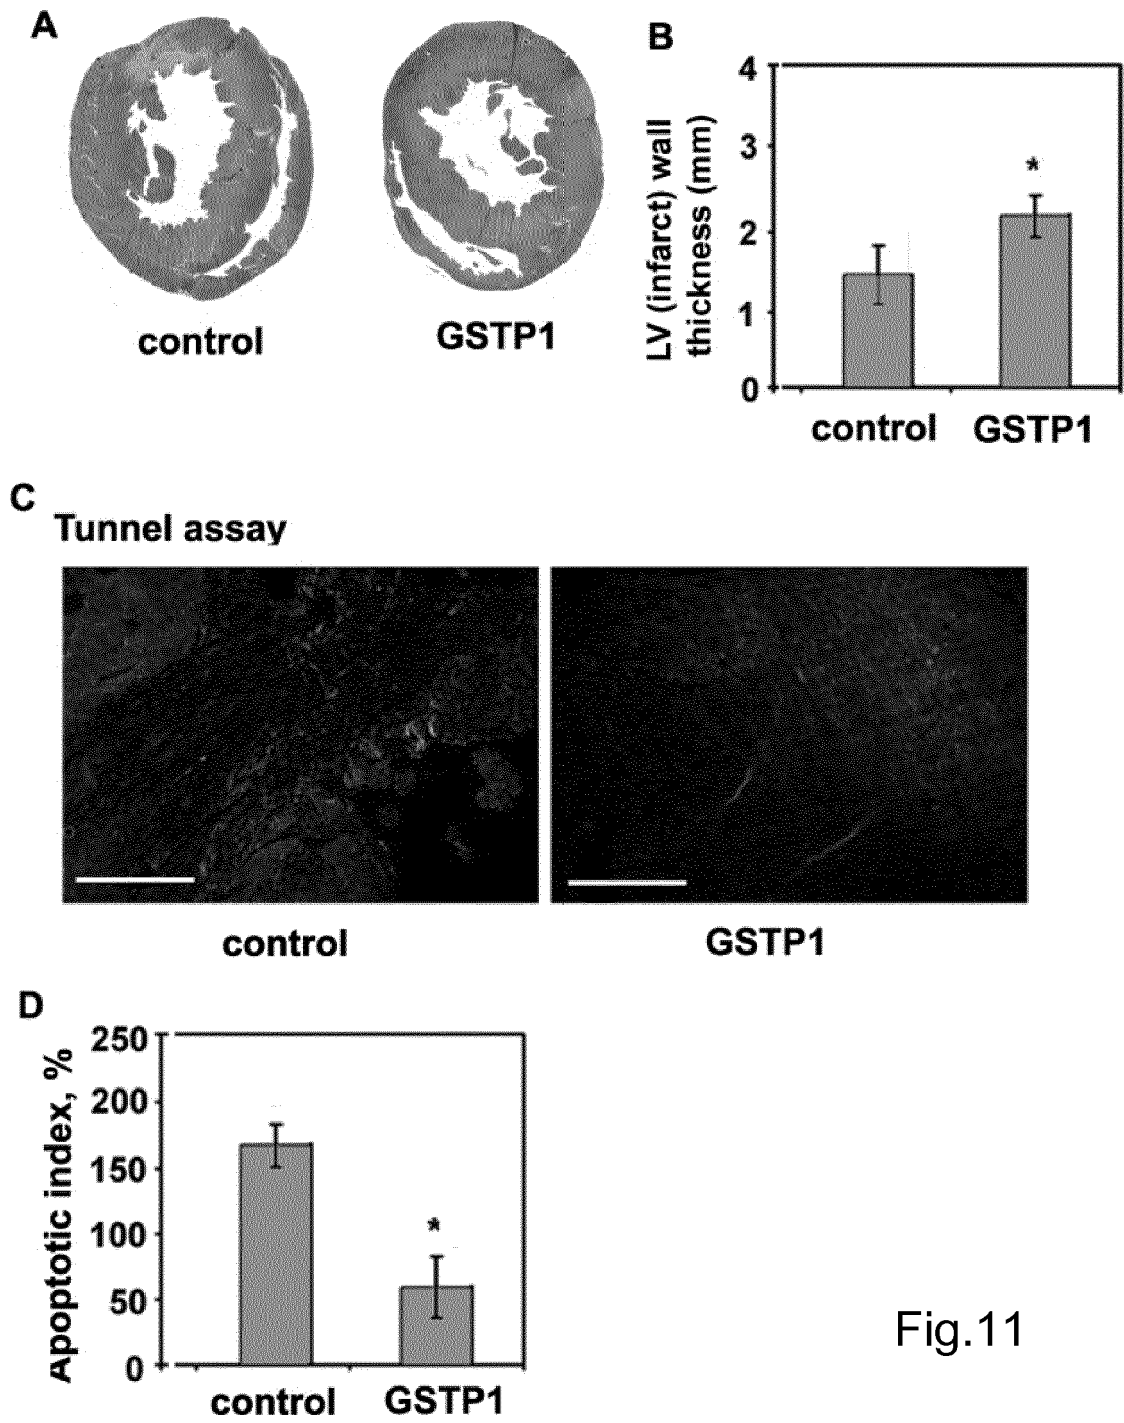 A
control
GSTP1
B
LV (infarct) wall
thickness (mm)
4
3
2
1
0
*
control
GSTP1
C
Tunnel assay
control
GSTP1
D
Apoptotic index, %
250
200
150
100
50
0
*
control
GSTP1
Fig.11